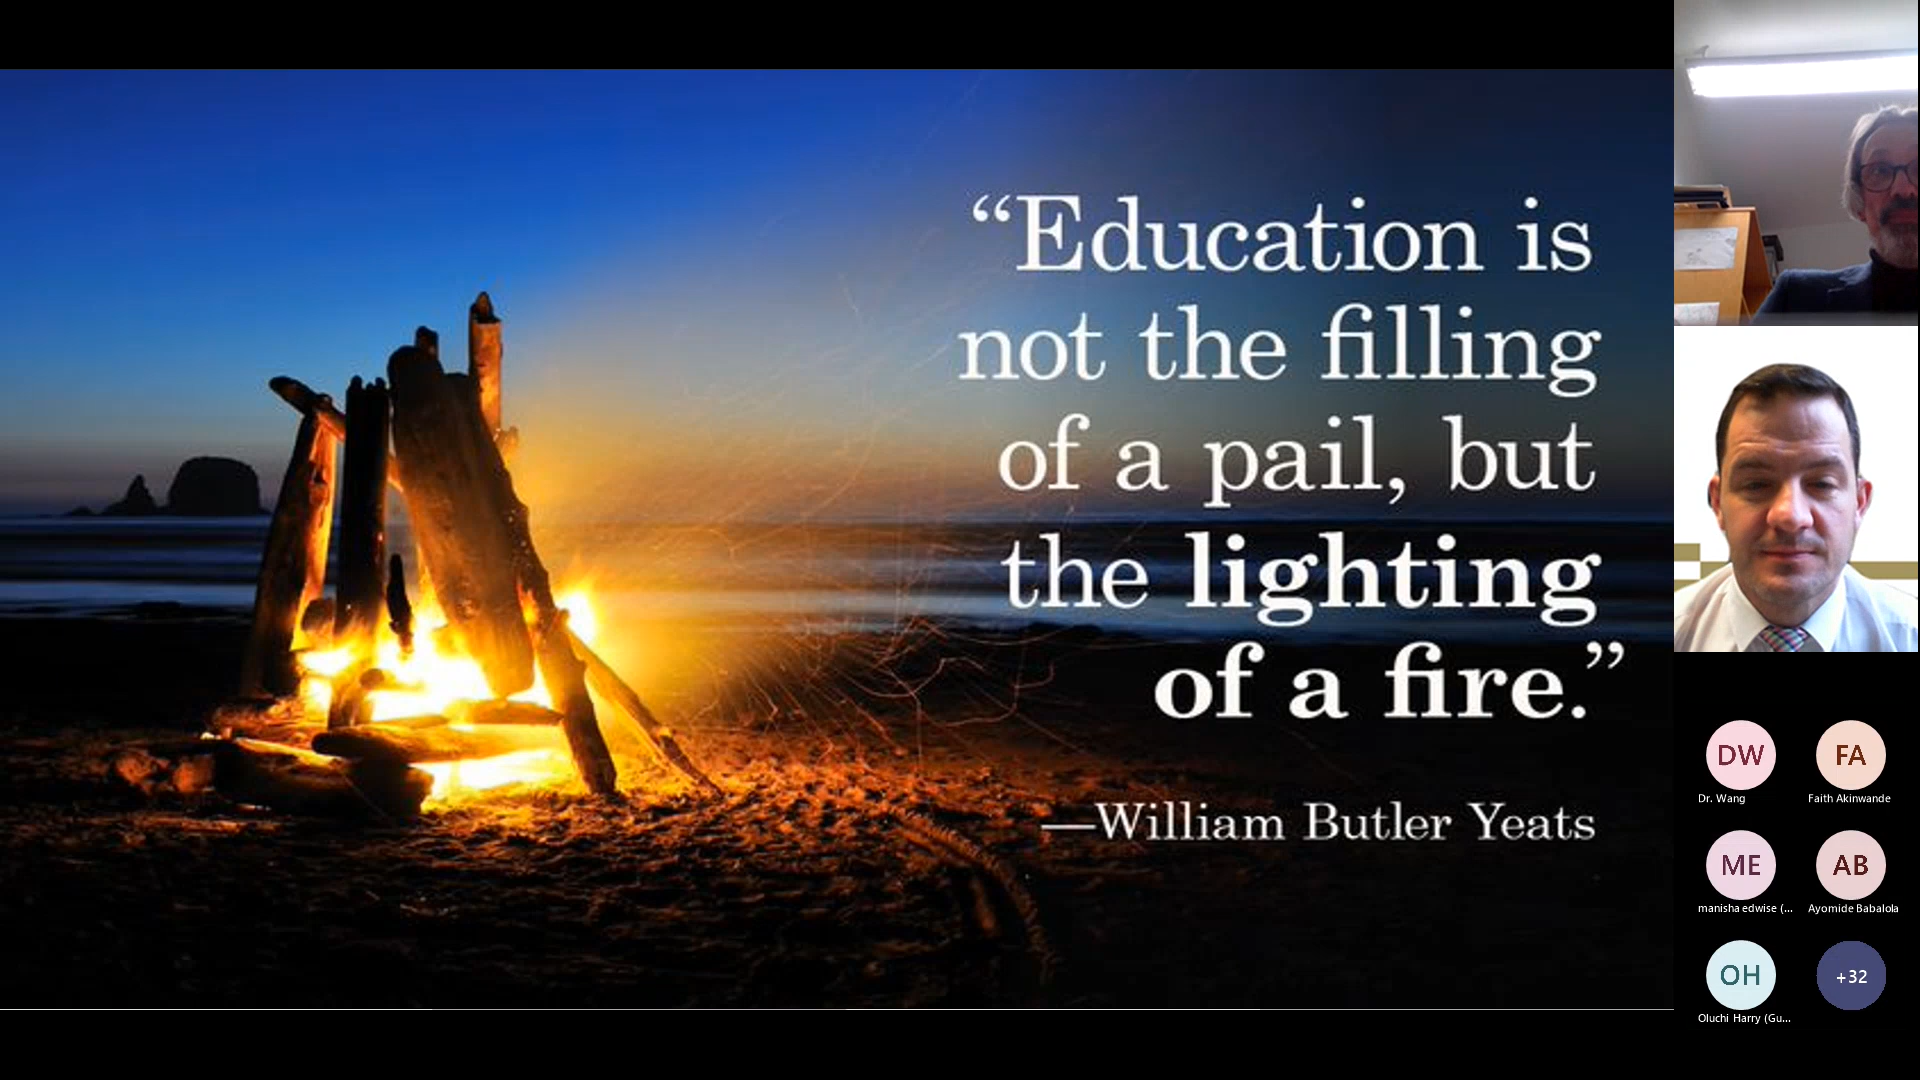 “Education is
not the filling
of a pail, but
the lighting
of a fire.”
—William Butler Yeats
DW
FA
Dr. Wang
Faith Akinwande
ME
AB
manisha edwise (...
Ayomide Babalola
OH
+32
Oluchi Harry (Gu...